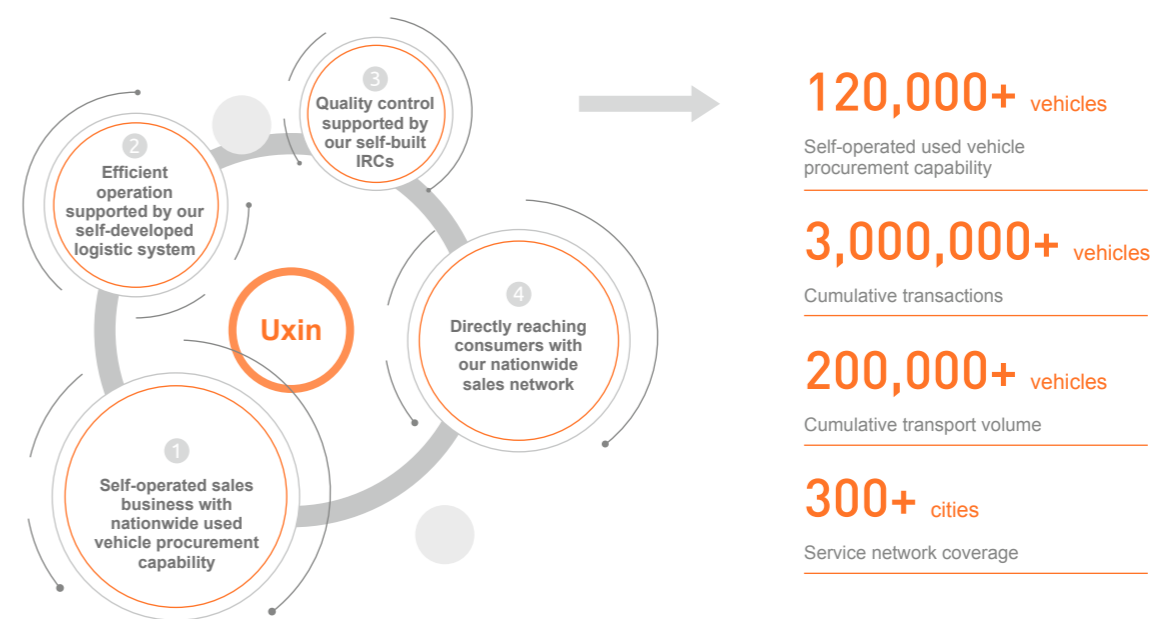 1
Self-operated sales
business with
nationwide used
vehicle procurement
capability
2
Efficient
operation
supported by our
self-developed
logistic system
3
Quality control
supported by
our self-built
IRCs
4
Directly reaching
consumers with
our nationwide
sales network
Uxin
120,000+ vehicles
Self-operated used vehicle
procurement capability
3,000,000+ vehicles
Cumulative transactions
200,000+ vehicles
Cumulative transport volume
300+ cities
Service network coverage